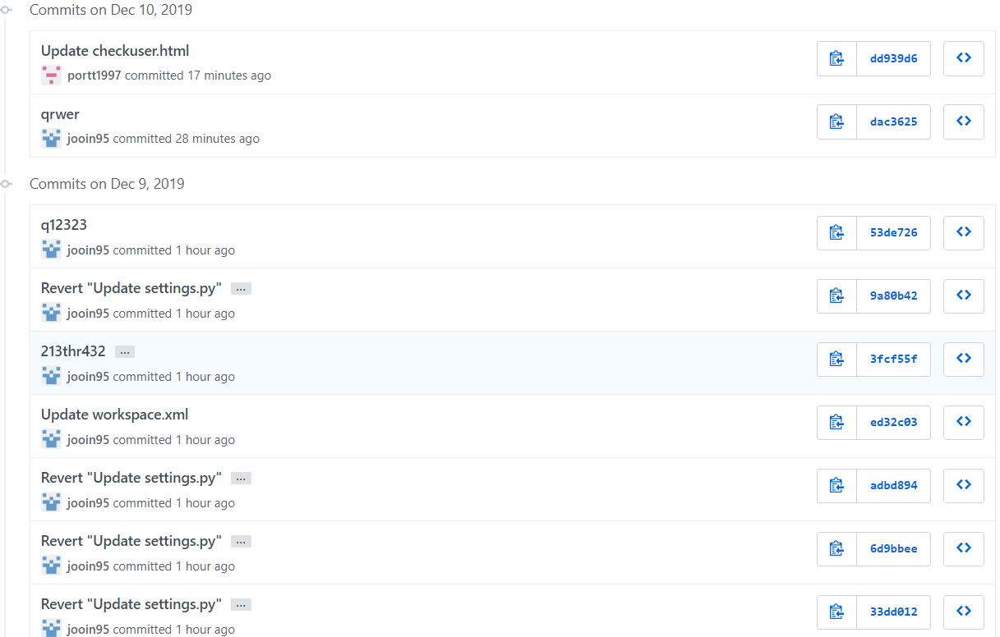 Commits on Dec 10, 2019
Update checkuser.html
dd939d6
portt1997 committed 17 minutes ago
qrwer
dac3625
jooin95 committed 28 minutes ago
Commits on Dec 9, 2019
q12323
53de726
jooin95 committed 1 hour ago
Revert "Update settings.py" ...
9a80b42
jooin95 committed 1 hour ago
213thr432 ...
3fcf55f
jooin95 committed 1 hour ago
Update workspace.xml
ed32c03
jooin95 committed 1 hour ago
Revert "Update settings.py" ...
adbd894
jooin95 committed 1 hour ago
Revert "Update settings.py" ...
6d9bbee
jooin95 committed 1 hour ago
Revert "Update settings.py" ...
33dd012
jooin95 committed 1 hour ago